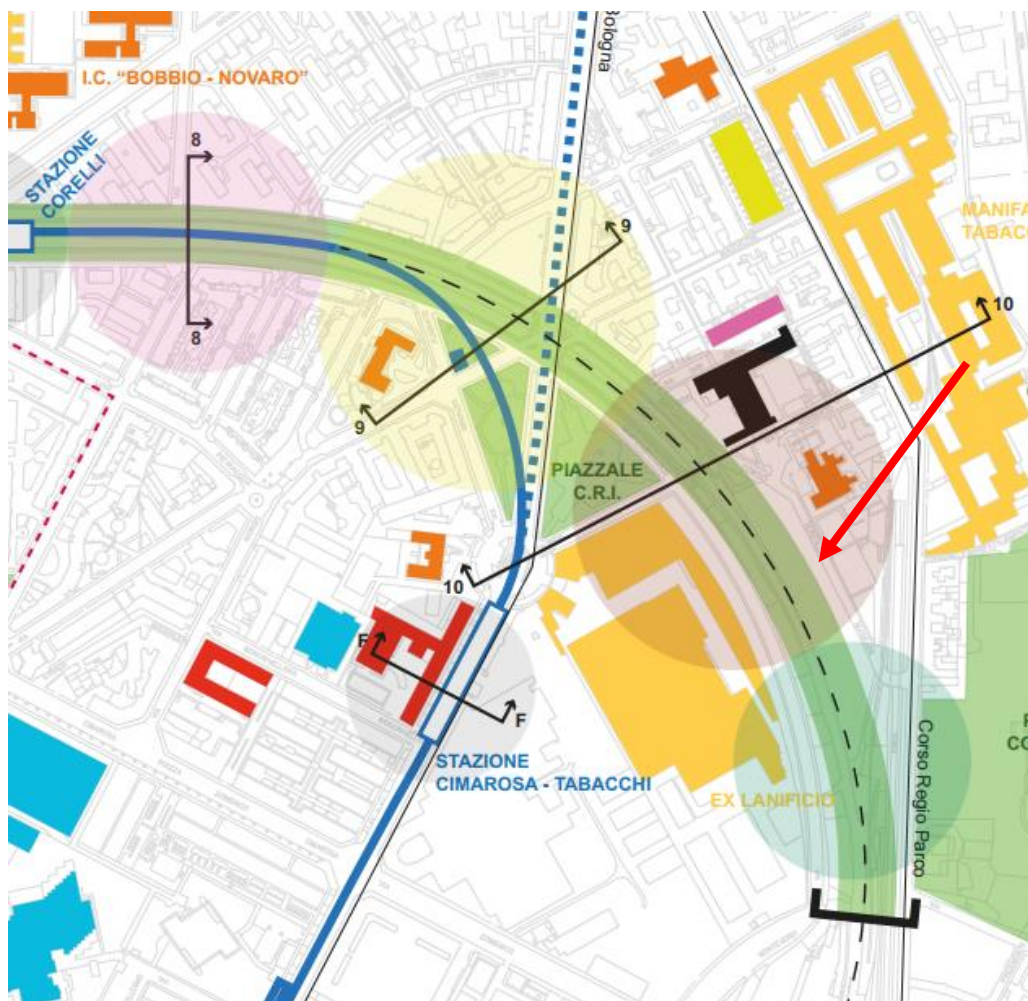 Bologna
I.C. "BOBBIO - NOVARO"
8
STAZIONE
CORELLI
9
MANIFA
TABACC
10
8
9
PIAZZALE
C.R.I.
10
F
F
STAZIONE
CIMAROSA - TABACCHI
EX LANIFICIO
Corso Regio Parco
CO